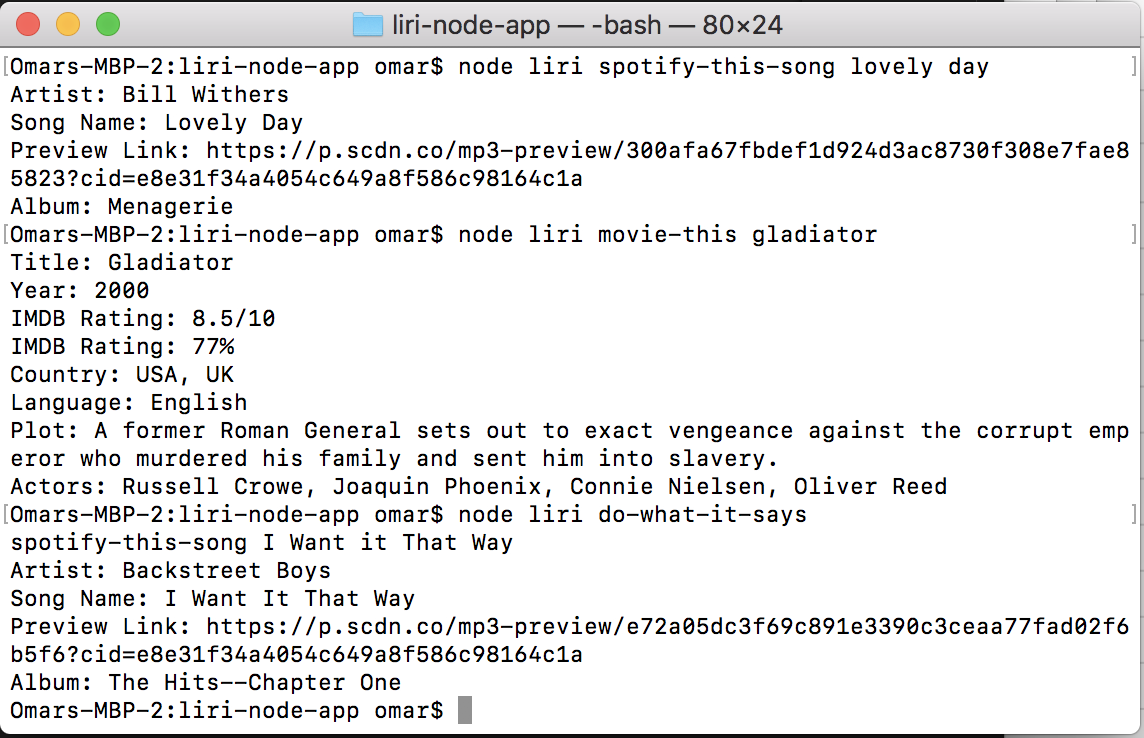 liri-node-app — -bash — 80×24
[Omars-MBP-2:liri-node-app omar$ node liri spotify-this-song lovely day ]
Artist: Bill Withers
Song Name: Lovely Day
Preview Link: https://p.scdn.co/mp3-preview/300afa67fbdef1d924d3ac8730f308e7fae8
5823?cid=e8e31f34a4054c649a8f586c98164c1a
Album: Menagerie
[Omars-MBP-2:liri-node-app omar$ node liri movie-this gladiator ]
Title: Gladiator
Year: 2000
IMDB Rating: 8.5/10
IMDB Rating: 77%
Country: USA, UK
Language: English
Plot: A former Roman General sets out to exact vengeance against the corrupt emp
eror who murdered his family and sent him into slavery.
Actors: Russell Crowe, Joaquin Phoenix, Connie Nielsen, Oliver Reed
[Omars-MBP-2:liri-node-app omar$ node liri do-what-it-says ]
spotify-this-song I Want it That Way
Artist: Backstreet Boys
Song Name: I Want It That Way
Preview Link: https://p.scdn.co/mp3-preview/e72a05dc3f69c891e3390c3ceaa77fad02f6
b5f6?cid=e8e31f34a4054c649a8f586c98164c1a
Album: The Hits--Chapter One
Omars-MBP-2:liri-node-app omar$